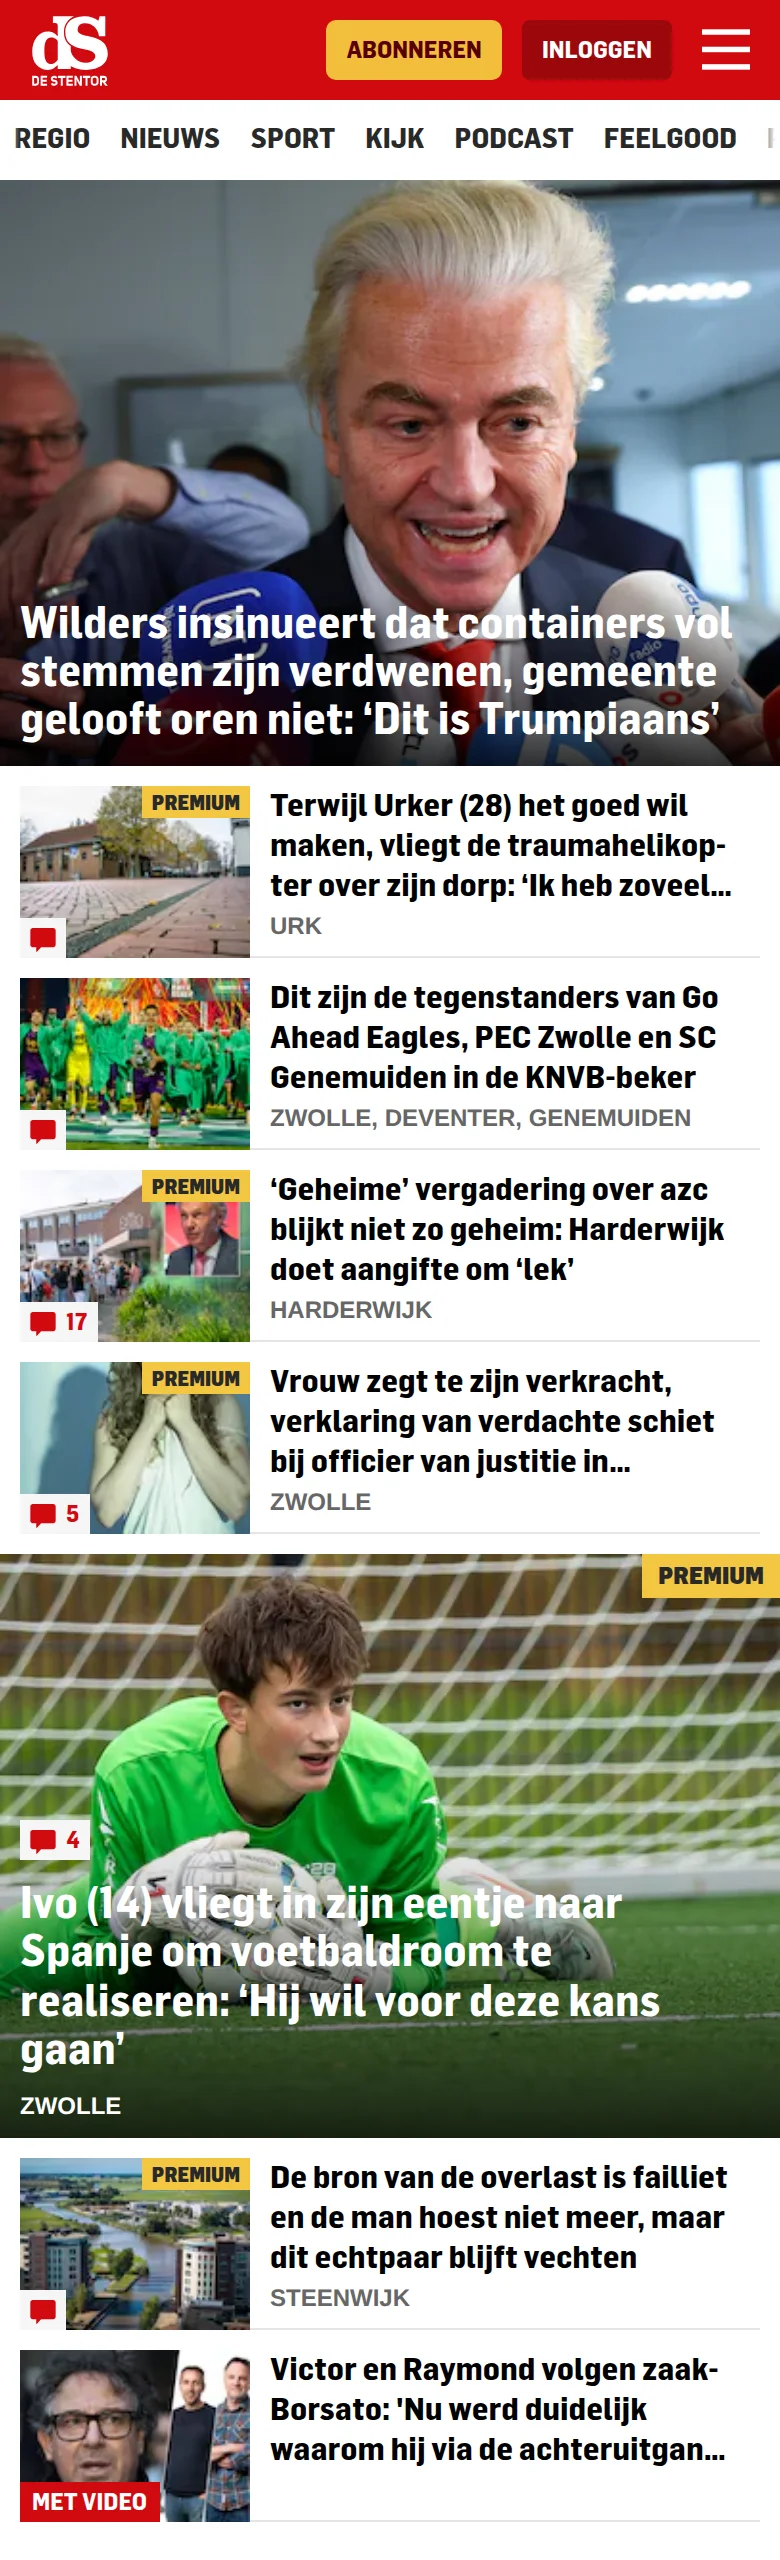 dS
DE STENTOR
ABONNEREN
INLOGGEN
REGIO NIEUWS SPORT KIJK PODCAST FEELGOOD
Wilders insinueert dat containers vol
stemmen zijn verdwenen, gemeente
gelooft oren niet: ‘Dit is Trumpiaans’
PREMIUM
Terwijl Urker (28) het goed wil
maken, vliegt de traumahelikop-
ter over zijn dorp: ‘Ik heb zoveel...
URK
Dit zijn de tegenstanders van Go
Ahead Eagles, PEC Zwolle en SC
Genemuiden in de KNVB-beker
ZWOLLE, DEVENTER, GENEMUIDEN
PREMIUM
17
‘Geheime’ vergadering over azc
blijkt niet zo geheim: Harderwijk
doet aangifte om ‘lek’
HARDERWIJK
PREMIUM
5
Vrouw zegt te zijn verkracht,
verklaring van verdachte schiet
bij officier van justitie in...
ZWOLLE
PREMIUM
4
Ivo (14) vliegt in zijn eentje naar
Spanje om voetbaldroom te
realiseren: ‘Hij wil voor deze kans
gaan’
ZWOLLE
PREMIUM
De bron van de overlast is failliet
en de man hoest niet meer, maar
dit echtpaar blijft vechten
STEENWIJK
MET VIDEO
Victor en Raymond volgen zaak-
Borsato: 'Nu werd duidelijk
waarom hij via de achteruitgan...